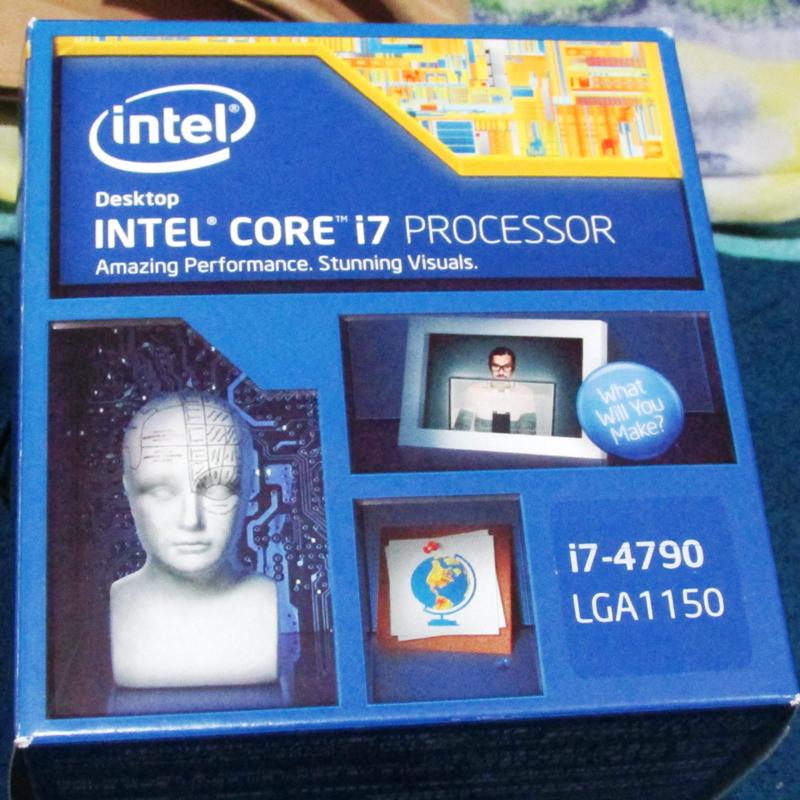 intel®
Desktop
INTEL® CORE™ i7 PROCESSOR
Amazing Performance. Stunning Visuals.
What
Will You
Make?
i7-4790
LGA1150